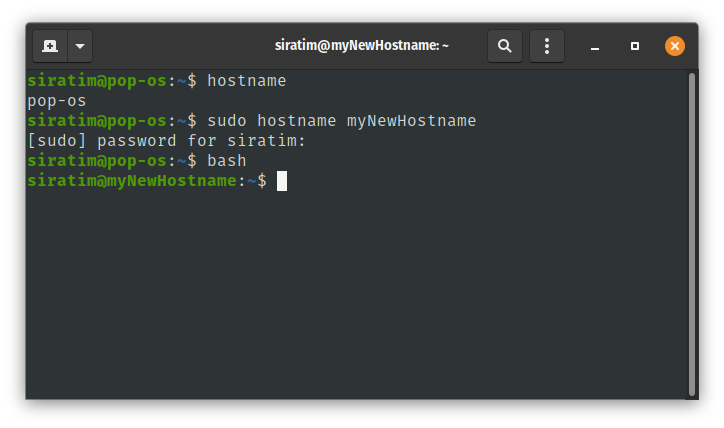 siratim@myNewHostname: ~
siratim@pop-os:~$ hostname
pop-os
siratim@pop-os:~$ sudo hostname myNewHostname
[sudo] password for siratim:
siratim@pop-os:~$ bash
siratim@myNewHostname:~$